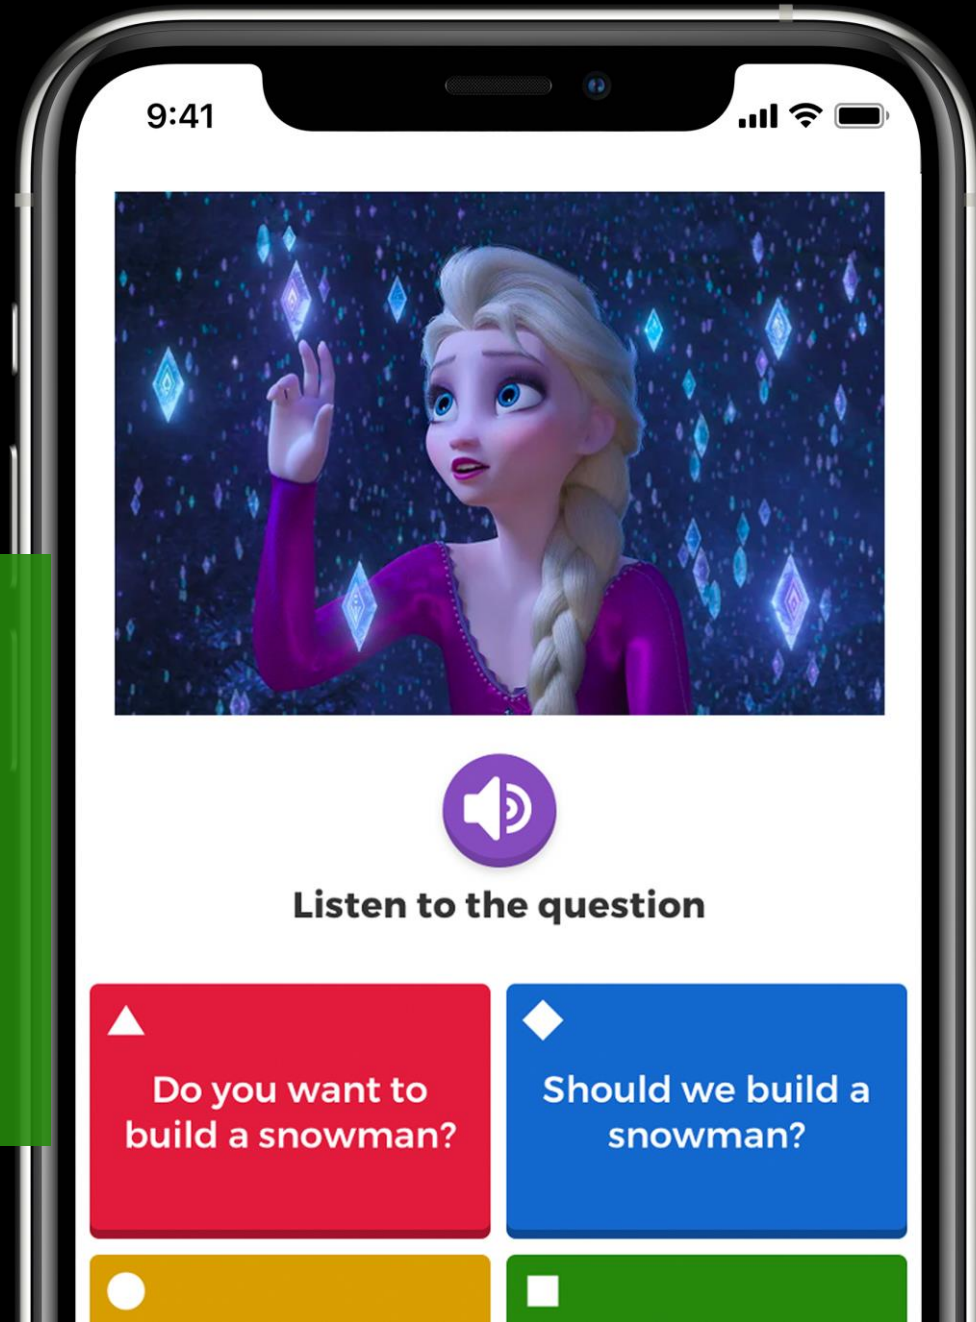 9:41
Listen to the question
Do you want to
build a snowman?
Should we build a
snowman?